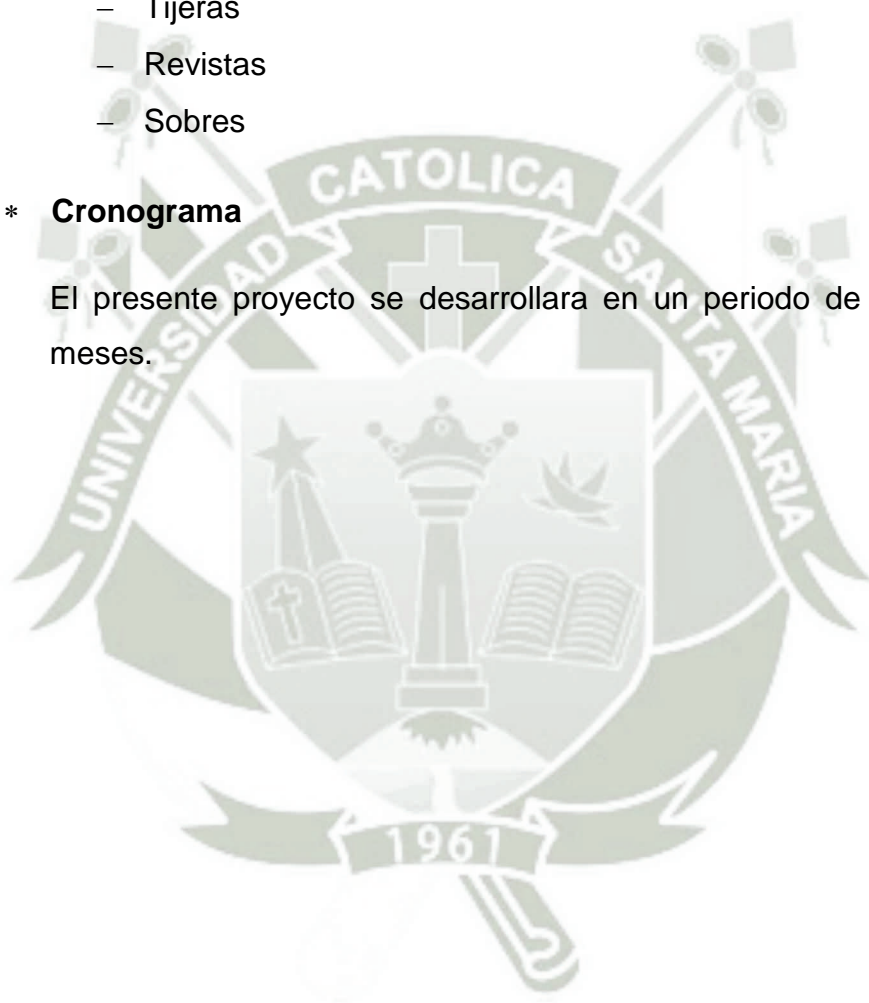 – Tijeras
– Revistas
– Sobres
* Cronograma
El presente proyecto se desarrollara en un periodo de
meses.
UNIVERSIDAD CATOLICA SANTA MARIA
1961